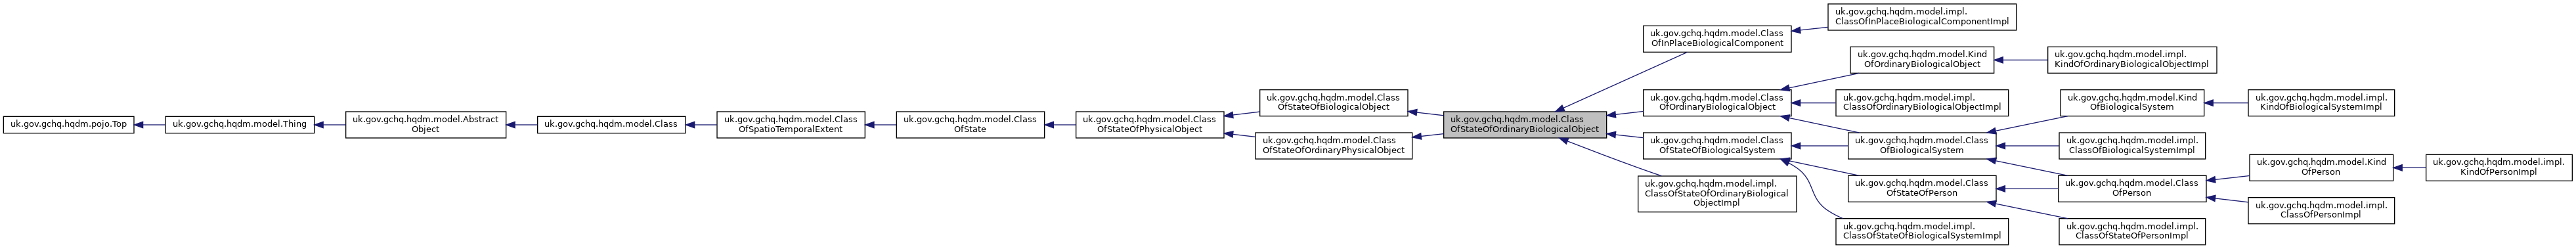 uk.gov.gchq.hqdm.pojo.Top
uk.gov.gchq.hqdm.model.Thing
uk.gov.gchq.hqdm.model.Abstract
Object
uk.gov.gchq.hqdm.model.Class
uk.gov.gchq.hqdm.model.Class
OfSpatioTemporalExtent
uk.gov.gchq.hqdm.model.Class
OfState
uk.gov.gchq.hqdm.model.Class
OfStateOfPhysicalObject
uk.gov.gchq.hqdm.model.Class
OfStateOfBiologicalObject
uk.gov.gchq.hqdm.model.Class
OfStateOfOrdinaryPhysicalObject
uk.gov.gchq.hqdm.model.Class
OfStateOfOrdinaryBiologicalObject
uk.gov.gchq.hqdm.model.Class
OfInPlaceBiologicalComponent
uk.gov.gchq.hqdm.model.impl.
ClassOfInPlaceBiologicalComponentImpl
uk.gov.gchq.hqdm.model.Class
OfOrdinaryBiologicalObject
uk.gov.gchq.hqdm.model.Kind
OfOrdinaryBiologicalObject
uk.gov.gchq.hqdm.model.impl.
KindOfOrdinaryBiologicalObjectImpl
uk.gov.gchq.hqdm.model.impl.
ClassOfOrdinaryBiologicalObjectImpl
uk.gov.gchq.hqdm.model.Class
OfStateOfBiologicalSystem
uk.gov.gchq.hqdm.model.Class
OfBiologicalSystem
uk.gov.gchq.hqdm.model.Kind
OfBiologicalSystem
uk.gov.gchq.hqdm.model.impl.
KindOfBiologicalSystemImpl
uk.gov.gchq.hqdm.model.impl.
ClassOfBiologicalSystemImpl
uk.gov.gchq.hqdm.model.impl.
ClassOfStateOfOrdinaryBiological
ObjectImpl
uk.gov.gchq.hqdm.model.Class
OfStateOfPerson
uk.gov.gchq.hqdm.model.Class
OfPerson
uk.gov.gchq.hqdm.model.Kind
OfPerson
uk.gov.gchq.hqdm.model.impl.
KindOfPersonImpl
uk.gov.gchq.hqdm.model.impl.
ClassOfPersonImpl
uk.gov.gchq.hqdm.model.impl.
ClassOfStateOfBiologicalSystemImpl
uk.gov.gchq.hqdm.model.impl.
ClassOfStateOfPersonImpl